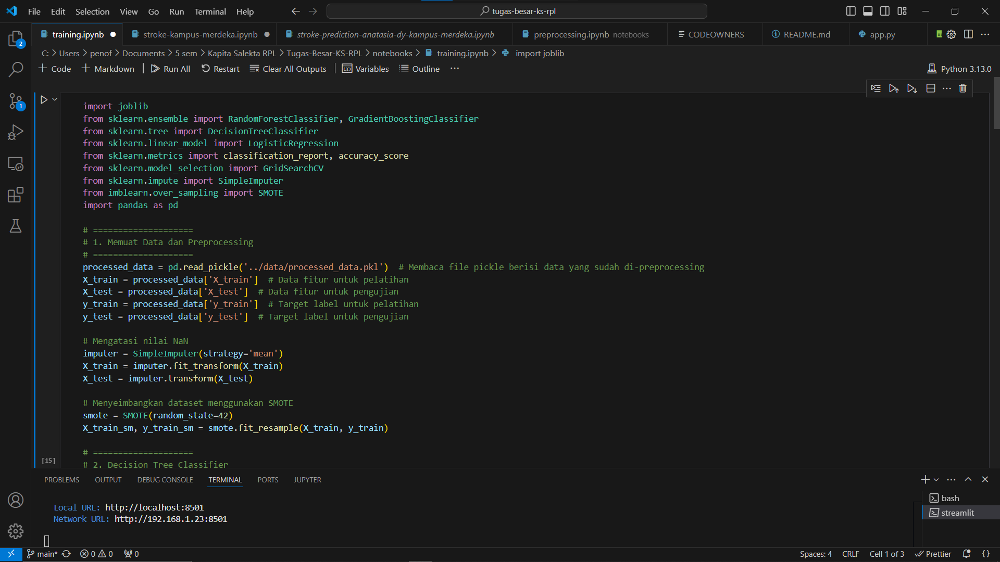 File Edit Selection View Go Run Terminal Help tugas-besar-ks-rpl
2
training.ipynb stroke-kampus-merdeka.ipynb stroke-prediction-anatasia-dy-kampus-merdeka.ipynb preprocessing.ipynb notebooks CODEOWNERS README.md app.py
C: > Users > penof > Documents > 5 sem > Kapita Salekta RPL > Tugas-Besar-KS-RPL > notebooks > training.ipynb > import joblib
+ Code + Markdown | Run All Restart Clear All Outputs | Variables Outline ... Python 3.13.0
1
import joblib
from sklearn.ensemble import RandomForestClassifier, GradientBoostingClassifier
from sklearn.tree import DecisionTreeClassifier
from sklearn.linear_model import LogisticRegression
from sklearn.metrics import classification_report, accuracy_score
from sklearn.model_selection import GridSearchCV
from sklearn.impute import SimpleImputer
from imblearn.over_sampling import SMOTE
import pandas as pd
# ====================
# 1. Memuat Data dan Preprocessing
# ====================
processed_data = pd.read_pickle('../data/processed_data.pkl')  # Membaca file pickle berisi data yang sudah di-preprocessing
X_train = processed_data['X_train']  # Data fitur untuk pelatihan
X_test = processed_data['X_test']  # Data fitur untuk pengujian
y_train = processed_data['y_train']  # Target label untuk pelatihan
y_test = processed_data['y_test']  # Target label untuk pengujian
# Mengatasi nilai NaN
imputer = SimpleImputer(strategy='mean')
X_train = imputer.fit_transform(X_train)
X_test = imputer.transform(X_test)
# Menyeimbangkan dataset menggunakan SMOTE
smote = SMOTE(random_state=42)
X_train_sm, y_train_sm = smote.fit_resample(X_train, y_train)
# ====================
[15]
# 2. Decision Tree Classifier
PROBLEMS OUTPUT DEBUG CONSOLE TERMINAL PORTS JUPYTER
bash
Local URL: http://localhost:8501
streamlit
Network URL: http://192.168.1.23:8501
main* 0 0 0 Spaces: 4 CRLF Cell 1 of 3 Prettier {}